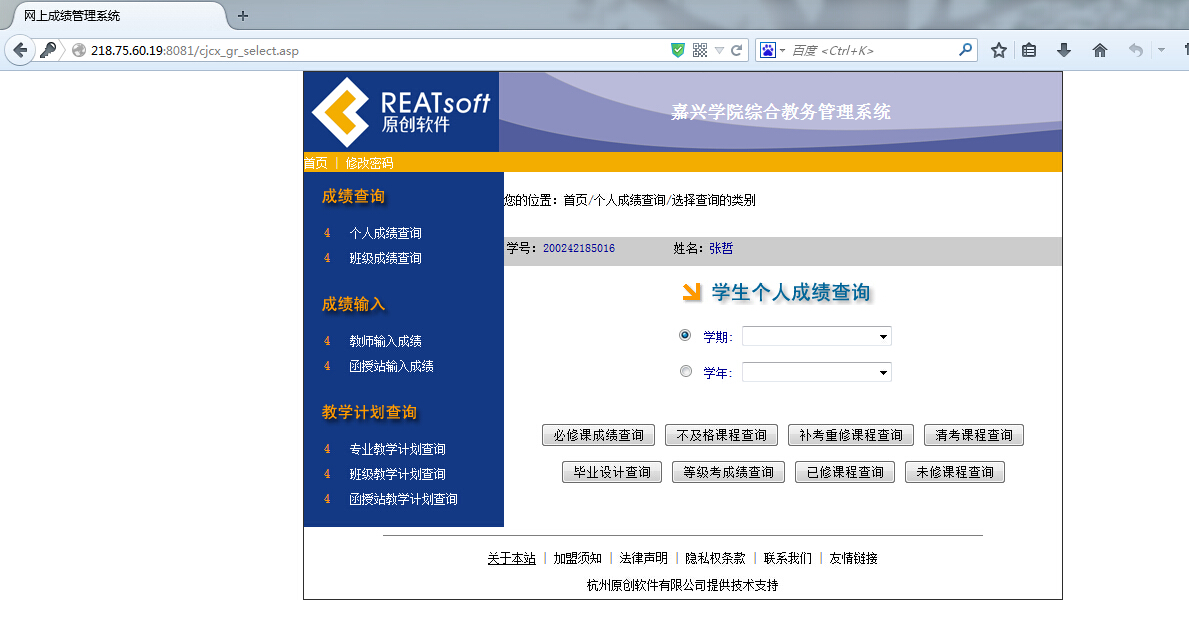 网上成绩管理系统
218.75.60.19:8081/cjcx_gr_select.asp
百度 <Ctrl+K>
REATsoft
原创软件
嘉兴学院综合教务管理系统
首页 | 修改密码
成绩查询
您的位置：首页/个人成绩查询/选择查询的类别
4 个人成绩查询
学号：200242185016 姓名：张哲
4 班级成绩查询
学生个人成绩查询
成绩输入
学期：
4 教师输入成绩
4 函授站输入成绩
学年：
教学计划查询
必修课成绩查询 不及格课程查询 补考重修课程查询 清考课程查询
4 专业教学计划查询
4 班级教学计划查询
毕业设计查询 等级考成绩查询 已修课程查询 未修课程查询
4 函授站教学计划查询
关于本站 | 加盟须知 | 法律声明 | 隐私权条款 | 联系我们 | 友情链接
杭州原创软件有限公司提供技术支持